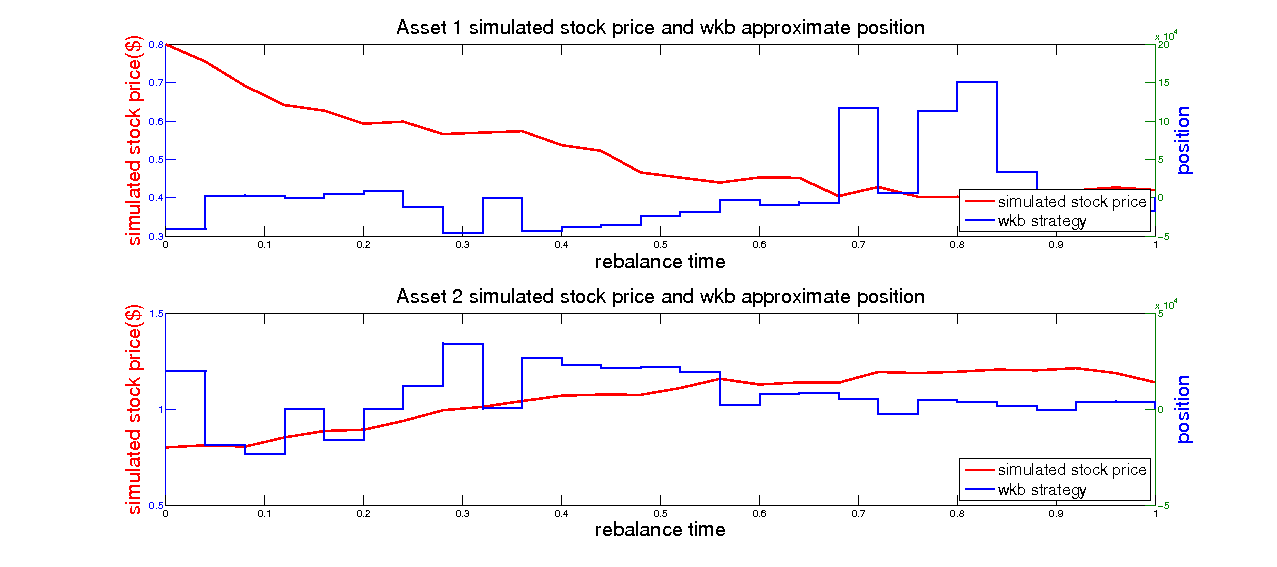 Asset 1 simulated stock price and wkb approximate position
x 10^4
0.8
0.7
0.6
0.5
0.4
0.3
simulated stock price($)
20
15
10
5
0
-5
position
simulated stock price
wkb strategy
0 0.1 0.2 0.3 0.4 0.5 0.6 0.7 0.8 0.9 1
rebalance time
Asset 2 simulated stock price and wkb approximate position
x 10^4
1.5
1
0.5
simulated stock price($)
5
0
-5
position
simulated stock price
wkb strategy
0 0.1 0.2 0.3 0.4 0.5 0.6 0.7 0.8 0.9 1
rebalance time